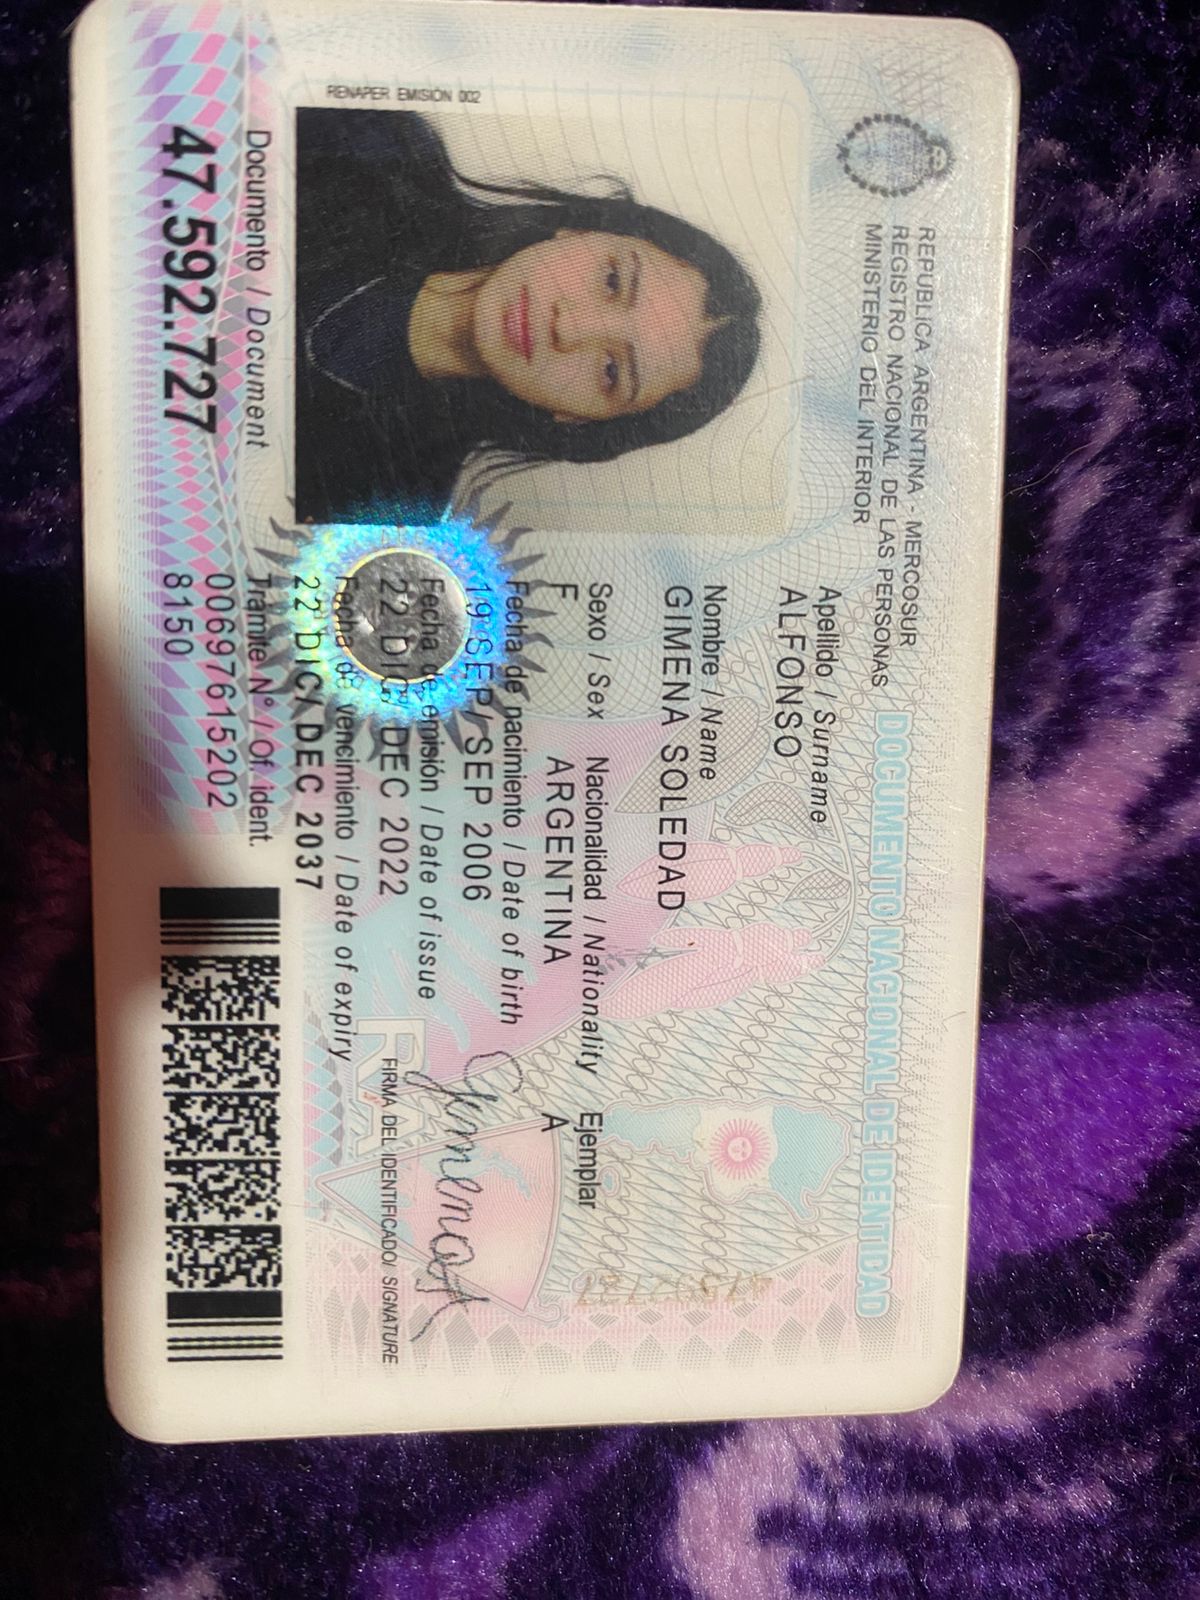 REPUBLICA ARGENTINA - MERCOSUR
REGISTRO NACIONAL DE LAS PERSONAS
MINISTERIO DEL INTERIOR
DOCUMENTO NACIONAL DE IDENTIDAD
RENAPER EMISIÓN 002
Apellido / Surname
ALFONSO
Nombre / Name
GIMENA SOLEDAD
Sexo / Sex Nacionalidad / Nationality Ejemplar
F ARGENTINA A
Fecha de nacimiento / Date of birth
19 SEP/ SEP 2006
Fecha de emisión / Date of issue
22 DIC/ DEC 2022
Fecha de vencimiento / Date of expiry
22 DIC/ DEC 2037
Trámite N° / Of. ident.
00697615202
8150
Documento / Document
47.592.727
FIRMA DEL IDENTIFICADO/ SIGNATURE
RA